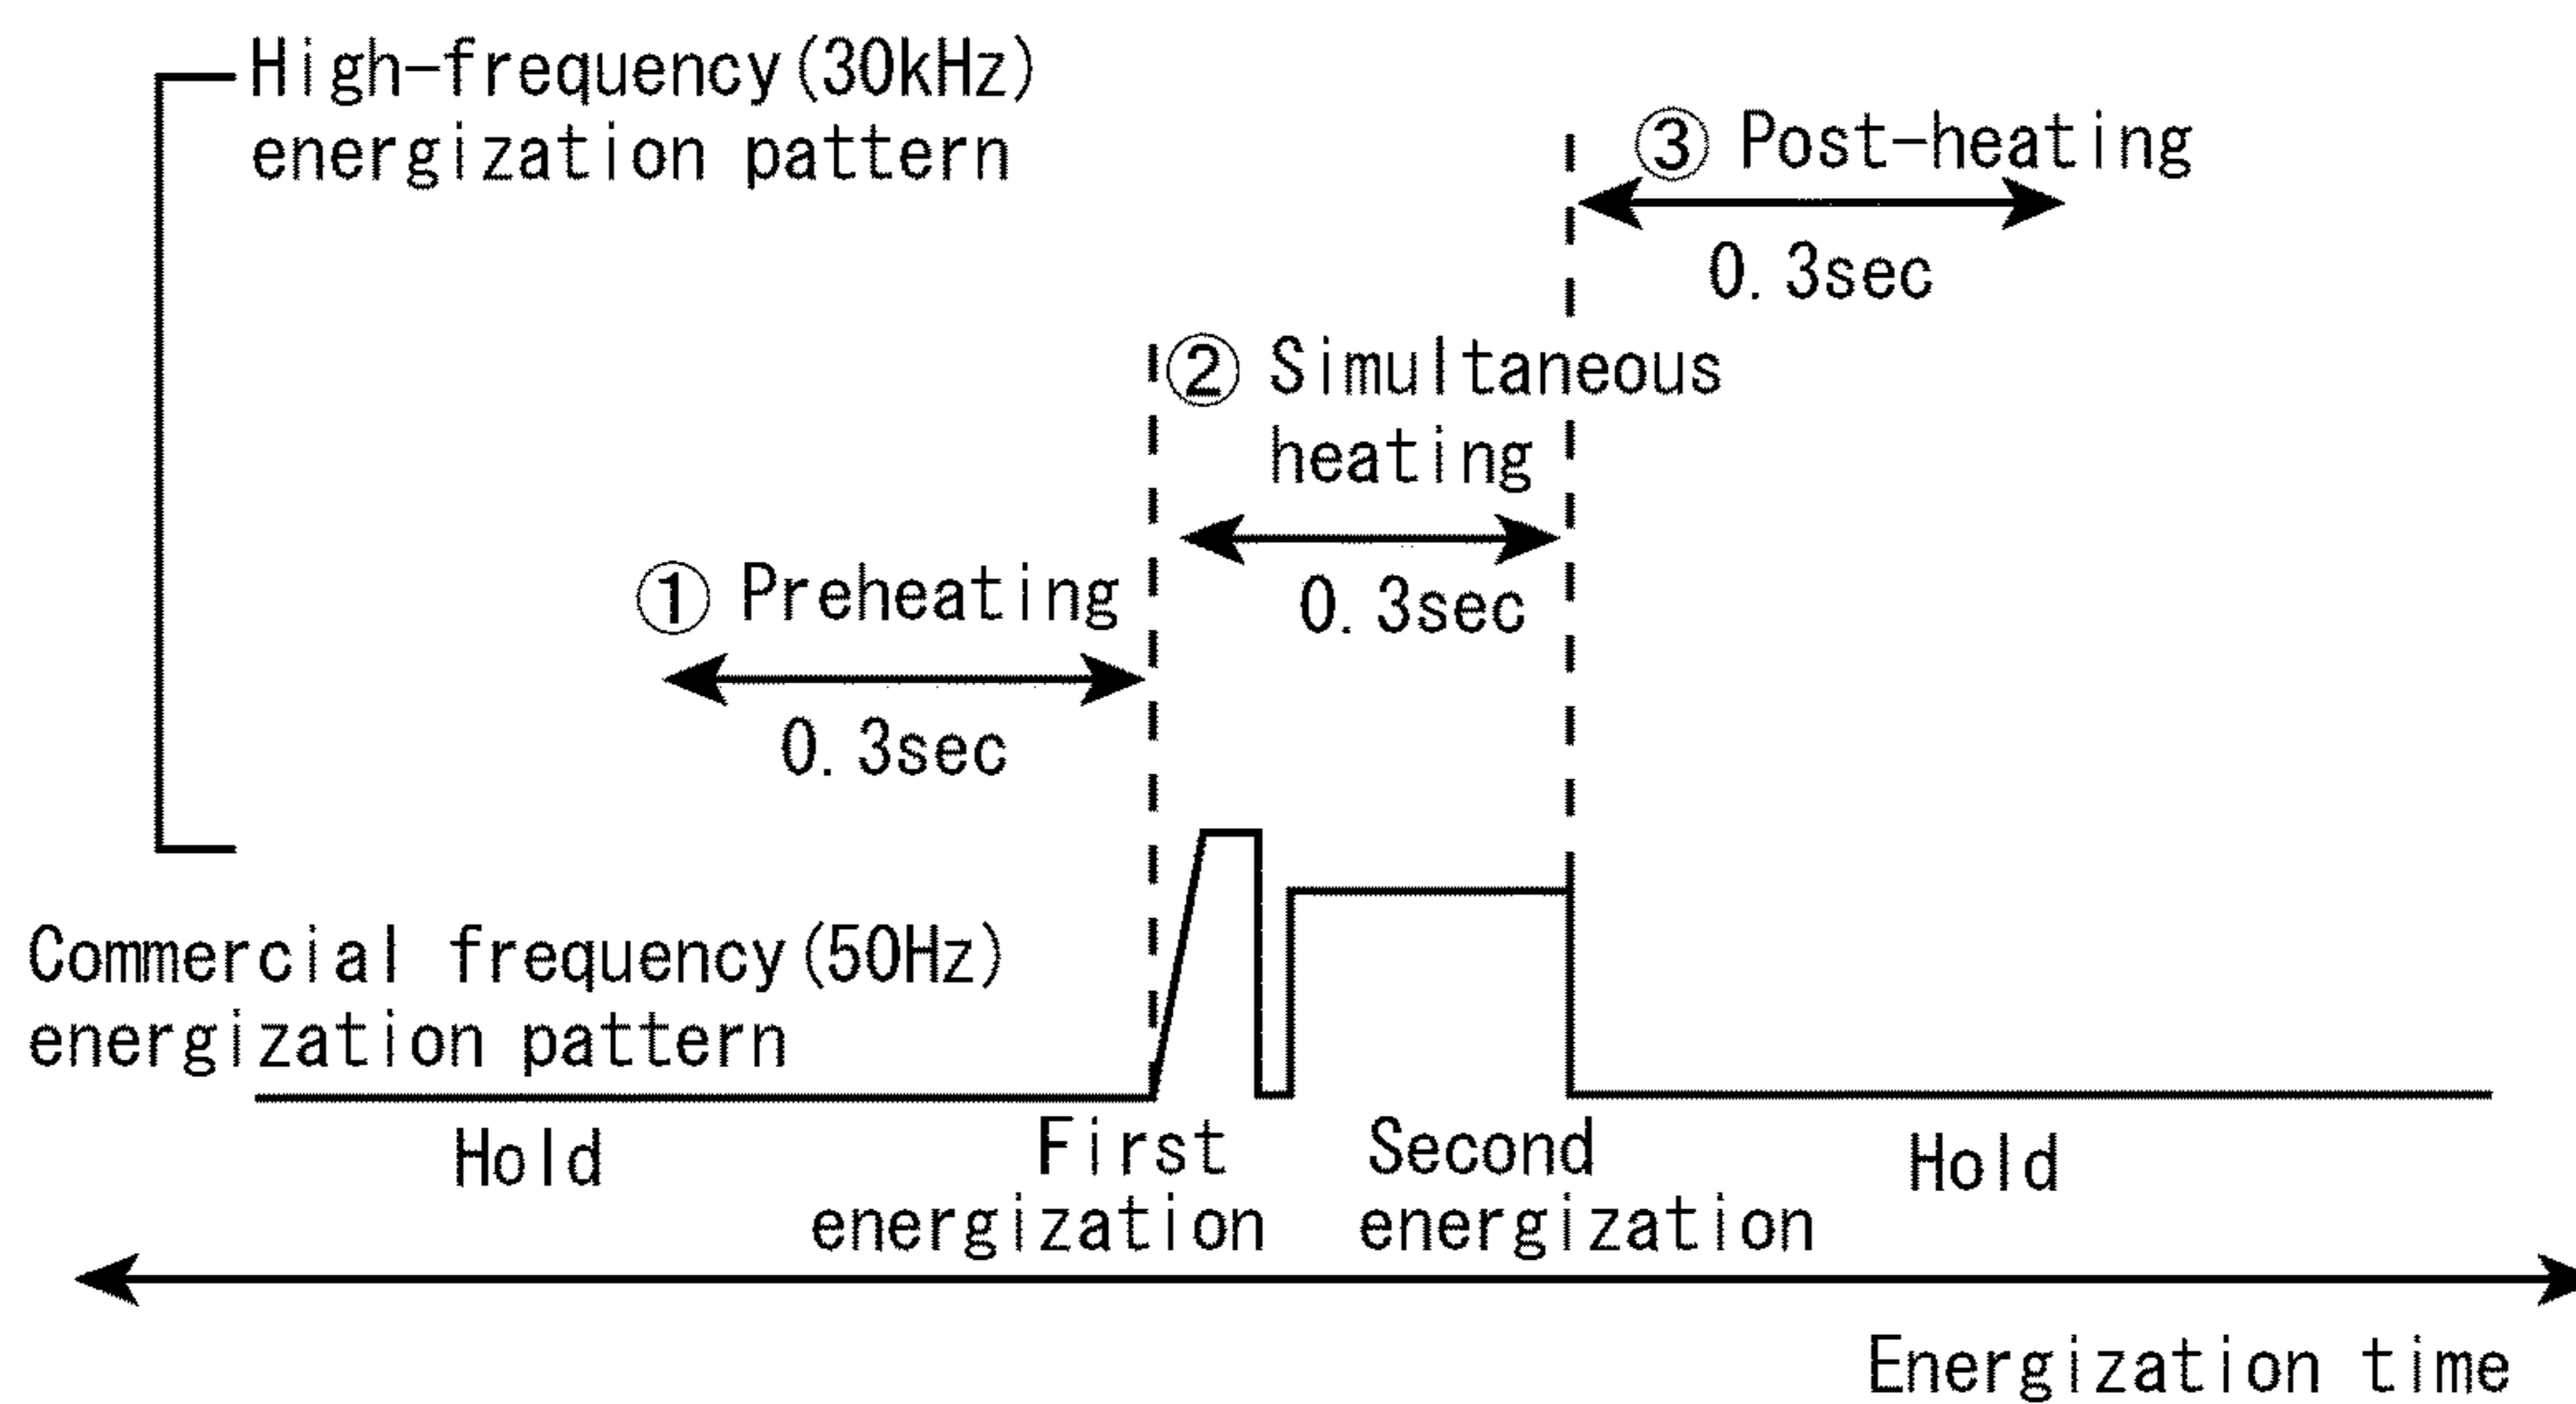 High-frequency(30kHz)
energization pattern
③ Post-heating
0.3sec
② Simultaneous
heating
0.3sec
① Preheating
0.3sec
Commercial frequency(50Hz)
energization pattern
Hold
First
energization
Second
energization
Hold
Energization time